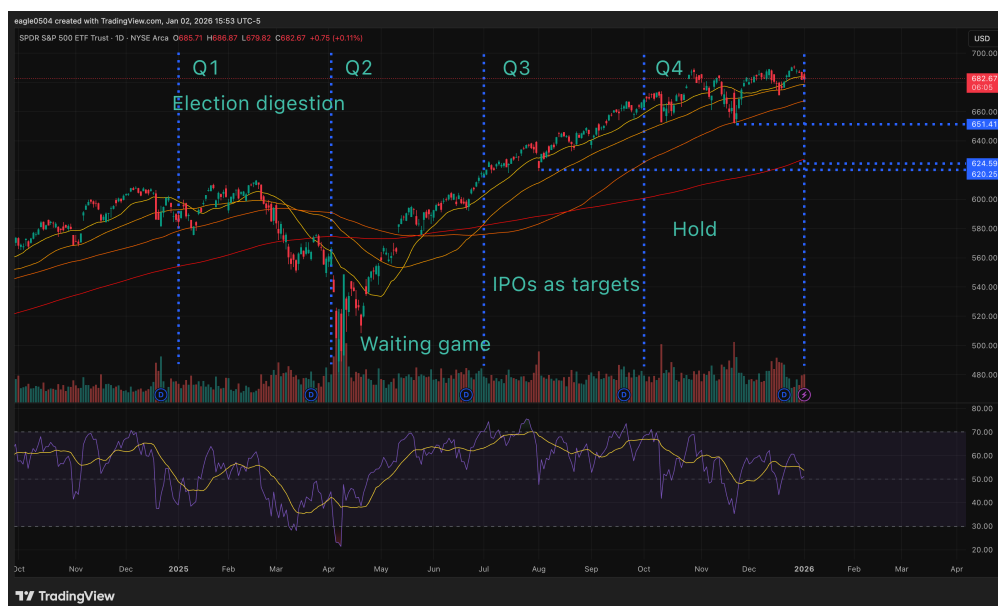 eagle0504 created with TradingView.com, Jan 02, 2026 15:53 UTC-5
SPDR S&P 500 ETF Trust · 1D · NYSE Arca O685.71 H686.87 L679.82 C682.67 +0.75 (+0.11%)
USD
700.00
Q1 Q2 Q3 Q4
682.67
06:05
Election digestion
660.00
651.41
640.00
624.59
620.25
600.00
Hold
580.00
560.00
IPOs as targets
540.00
520.00
Waiting game
500.00
480.00
D D D D D
80.00
70.00
60.00
50.00
40.00
30.00
20.00
Oct Nov Dec 2025 Feb Mar Apr May Jun Jul Aug Sep Oct Nov Dec 2026 Feb Mar Apr
TradingView